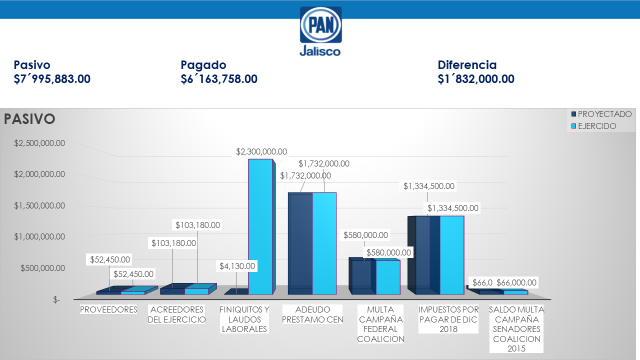 PAN
Jalisco
Pasivo
$7´995,883.00
Pagado
$6´163,758.00
Diferencia
$1´832,000.00
PASIVO
PROYECTADO
EJERCIDO
$2,500,000.00
$2,000,000.00
$1,500,000.00
$1,000,000.00
$500,000.00
$-
$52,450.00
$52,450.00
$103,180.00
$103,180.00
$4,130.00
$2,300,000.00
$1,732,000.00
$1,732,000.00
$580,000.00
$580,000.00
$1,334,500.00
$1,334,500.00
$66,0
$66,000.00
PROVEEDORES
ACREEDORES
DEL EJERCICIO
FINIQUITOS Y
LAUDOS
LABORALES
ADEUDO
PRESTAMO CEN
MULTA
CAMPAÑA
FEDERAL
COALICION
IMPUESTOS POR
PAGAR DE DIC
2018
SALDO MULTA
CAMPAÑA
SENADORES
COALICION
2015